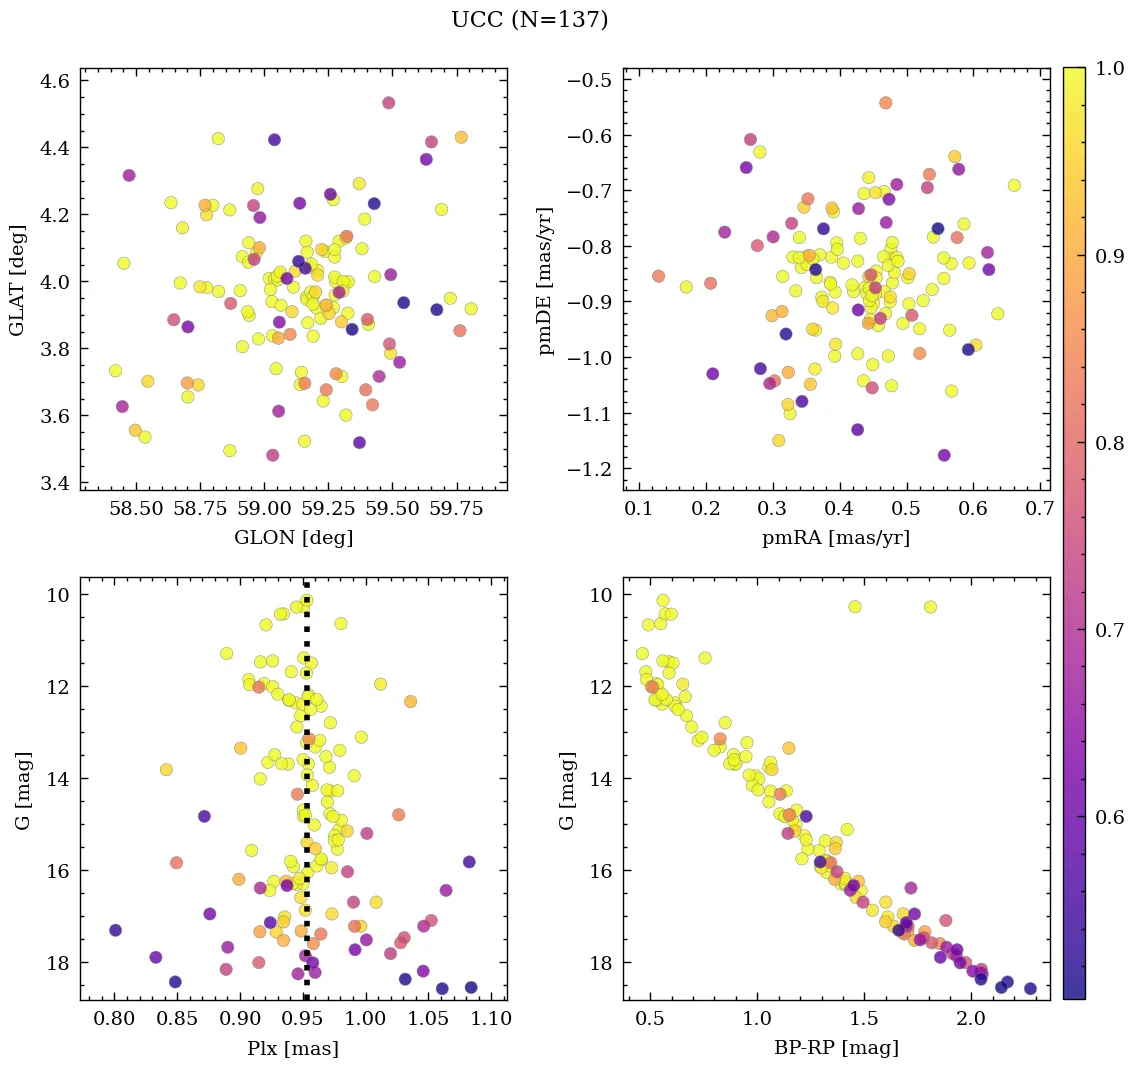 UCC (N=137)
4.6
4.4
4.2
4.0
3.8
3.6
3.4
GLAT [deg]
58.50 58.75 59.00 59.25 59.50 59.75
GLON [deg]
−0.5
−0.6
−0.7
−0.8
−0.9
−1.0
−1.1
−1.2
pmDE [mas/yr]
0.1 0.2 0.3 0.4 0.5 0.6 0.7
pmRA [mas/yr]
1.0
0.9
0.8
0.7
0.6
10
12
14
16
18
G [mag]
0.80 0.85 0.90 0.95 1.00 1.05 1.10
Plx [mas]
10
12
14
16
18
G [mag]
0.5 1.0 1.5 2.0
BP-RP [mag]